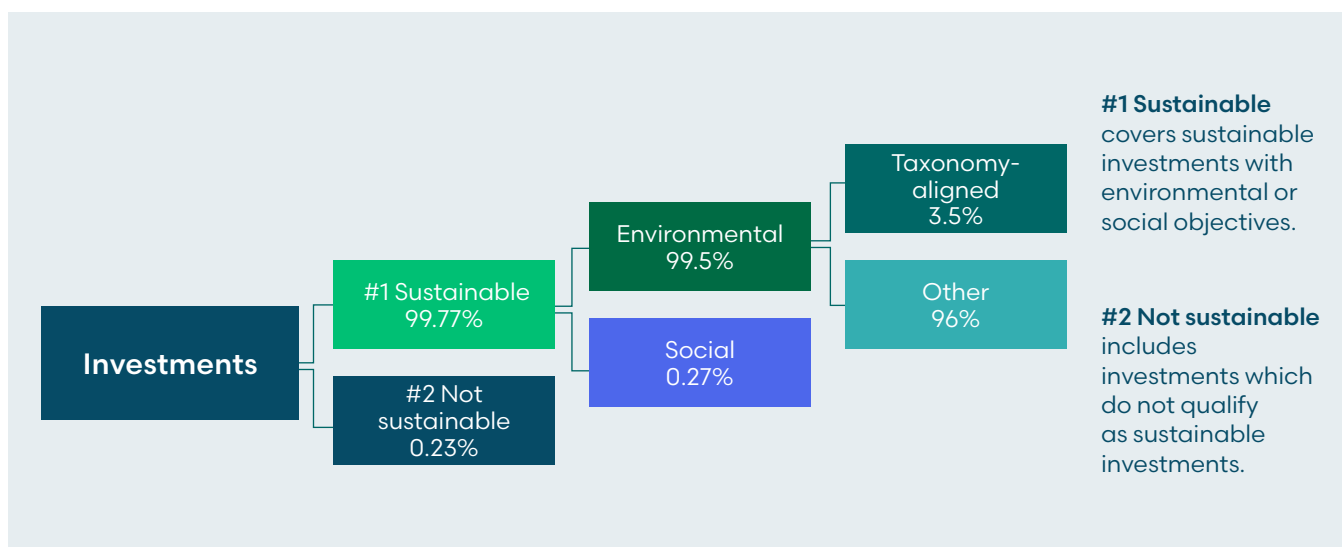 Investments
#1 Sustainable
99.77%
#2 Not
sustainable
0.23%
Environmental
99.5%
Social
0.27%
Taxonomy-
aligned
3.5%
Other
96%
#1 Sustainable
covers sustainable
investments with
environmental or
social objectives.
#2 Not sustainable
includes
investments which
do not qualify
as sustainable
investments.